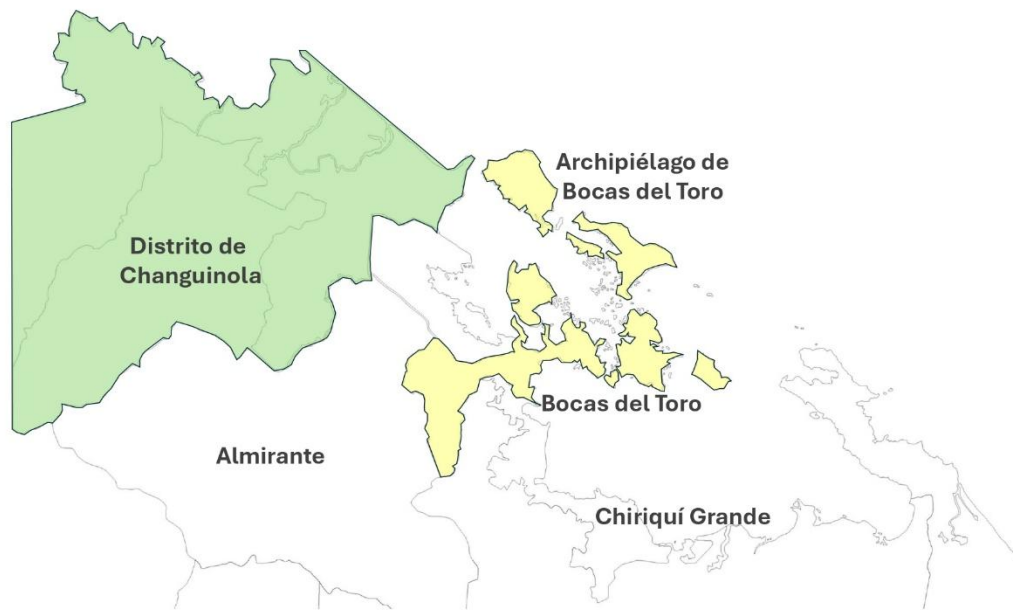 Archipiélago de
Bocas del Toro
Distrito de
Changuinola
Bocas del Toro
Almirante
Chiriquí Grande